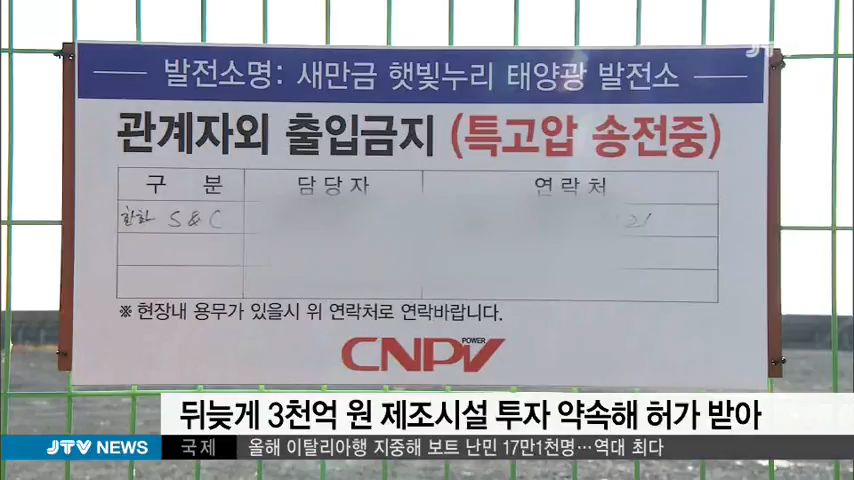 JTV
발전소명: 새만금 햇빛누리 태양광 발전소
관계자외 출입금지 (특고압 송전중)
구 분 담당자 연락처
한화 S&C 21
※ 현장내 용무가 있을시 위 연락처로 연락바랍니다.
CNPV POWER
뒤늦게 3천억 원 제조시설 투자 약속해 허가 받아
JTV NEWS 국제 올해 이탈리아행 지중해 보트 난민 17만1천명...역대 최다